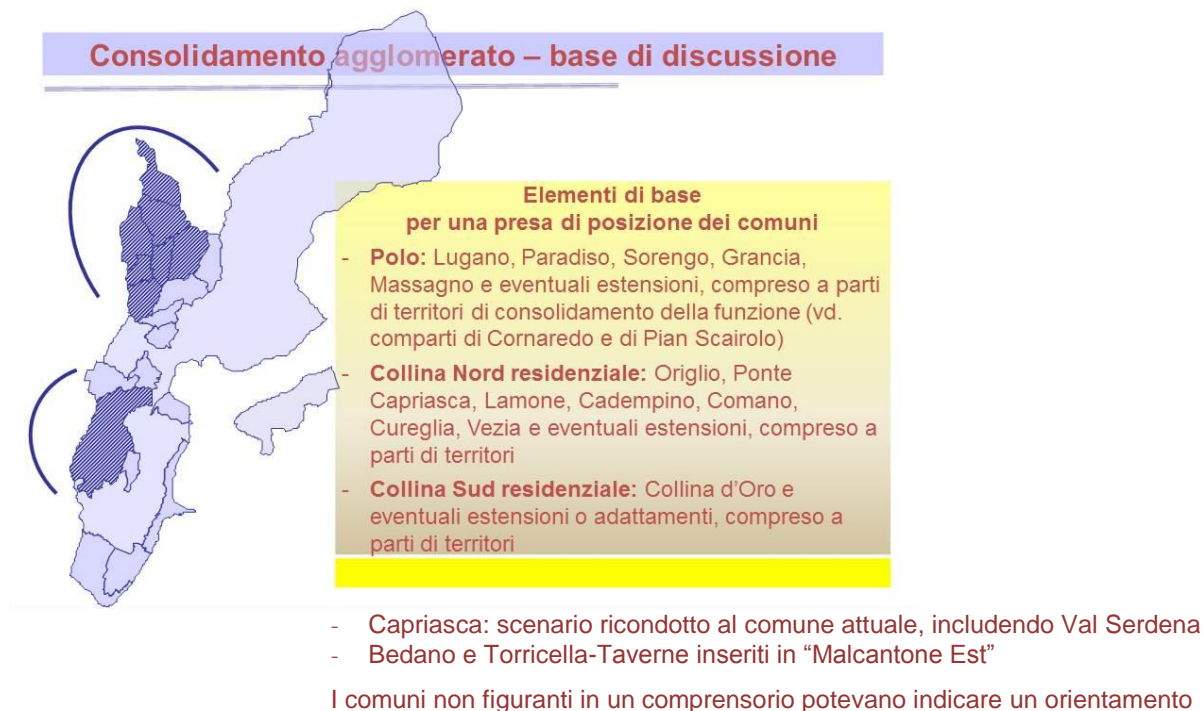 Consolidamento agglomerato – base di discussione
Elementi di base
per una presa di posizione dei comuni
- Polo: Lugano, Paradiso, Sorengo, Grancia,
Massagno e eventuali estensioni, compreso a parti
di territori di consolidamento della funzione (vd.
comparti di Cornaredo e di Pian Scairolo)
- Collina Nord residenziale: Origlio, Ponte
Capriasca, Lamone, Cadempino, Comano,
Cureglia, Vezia e eventuali estensioni, compreso a
parti di territori
- Collina Sud residenziale: Collina d'Oro e
eventuali estensioni o adattamenti, compreso a
parti di territori
- Capriasca: scenario ricondotto al comune attuale, includendo Val Serdena
- Bedano e Torricella-Taverne inseriti in “Malcantone Est”
I comuni non figuranti in un comprensorio potevano indicare un orientamento